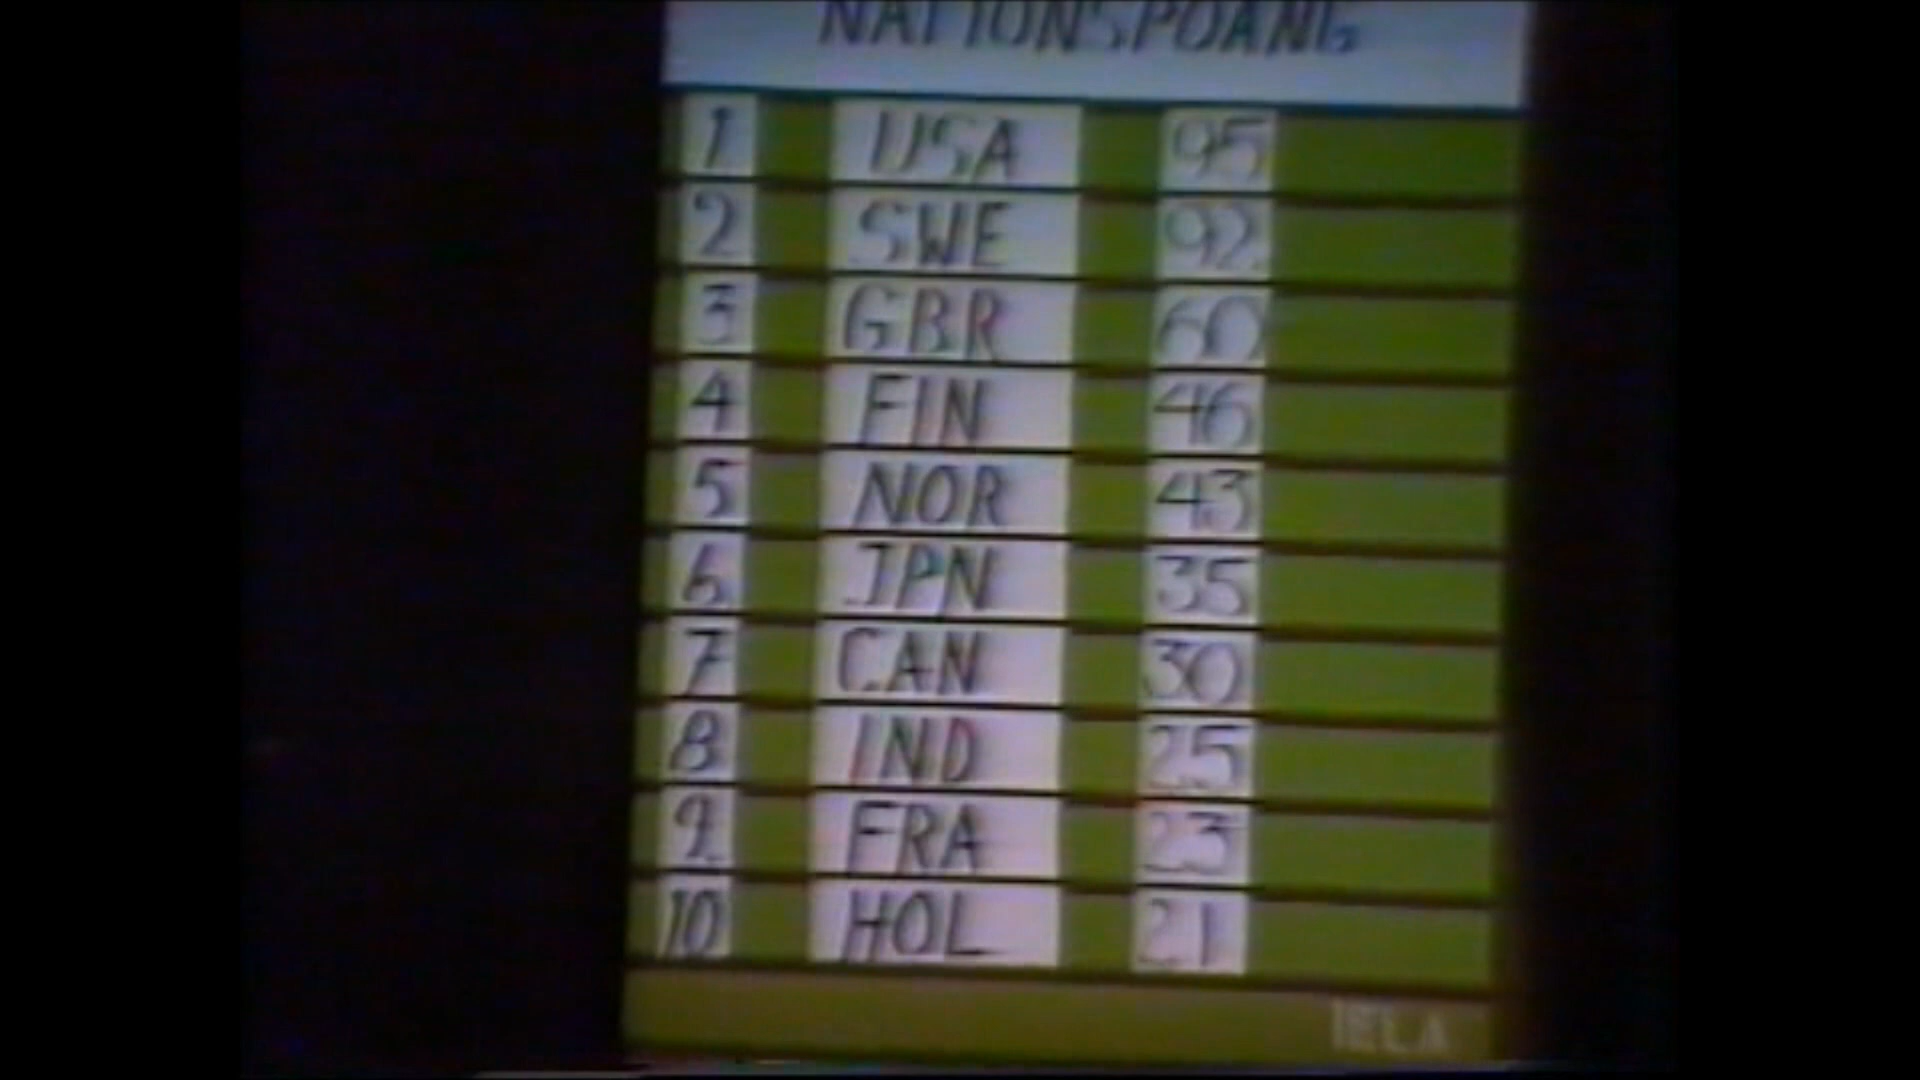 NATIONSPOÄNG
1 USA 95
2 SWE 92
3 GBR 60
4 FIN 46
5 NOR 43
6 JPN 35
7 CAN 30
8 IND 25
9 FRA 23
10 HOL 21